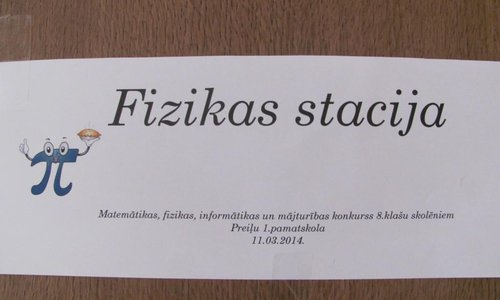 Fizikas stacija
Matemātikas, fizikas, informātikas un mājturības konkurss 8.klašu skolēniem
Preiļu 1.pamatskola
11.03.2014.